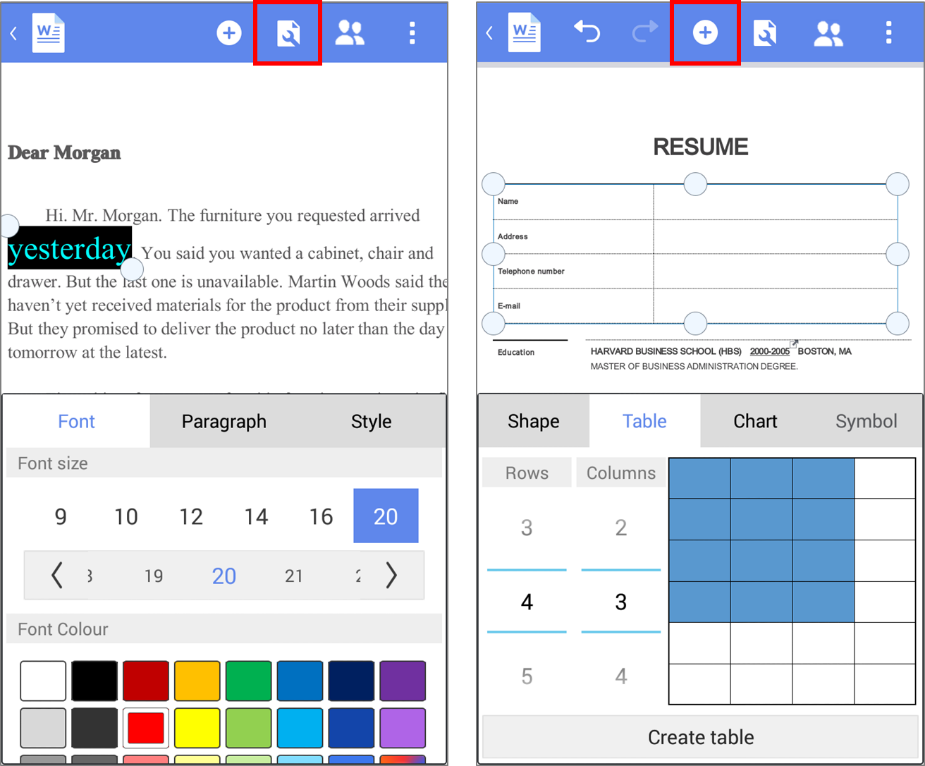 W
Dear Morgan
Hi. Mr. Morgan. The furniture you requested arrived
yesterday. You said you wanted a cabinet, chair and
drawer. But the last one is unavailable. Martin Woods said the
haven't yet received materials for the product from their suppl
But they promised to deliver the product no later than the day
tomorrow at the latest.
Font Paragraph Style
Font size
9 10 12 14 16 20
19 20 21
Font Colour
W
RESUME
Name
Address
Telephone number
E-mail
Education HARVARD BUSINESS SCHOOL (HBS) 2000-2005 BOSTON, MA
MASTER OF BUSINESS ADMINISTRATION DEGREE.
Shape Table Chart Symbol
Rows Columns
3 2
4 3
5 4
Create table